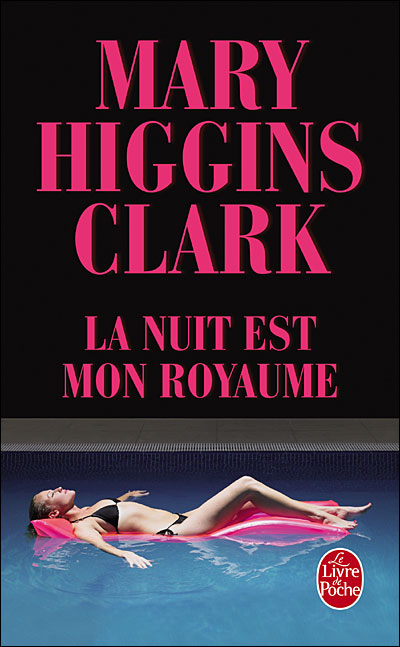 MARY
HIGGINS
CLARK
LA NUIT EST
MON ROYAUME
Le
Livre
de
Poche